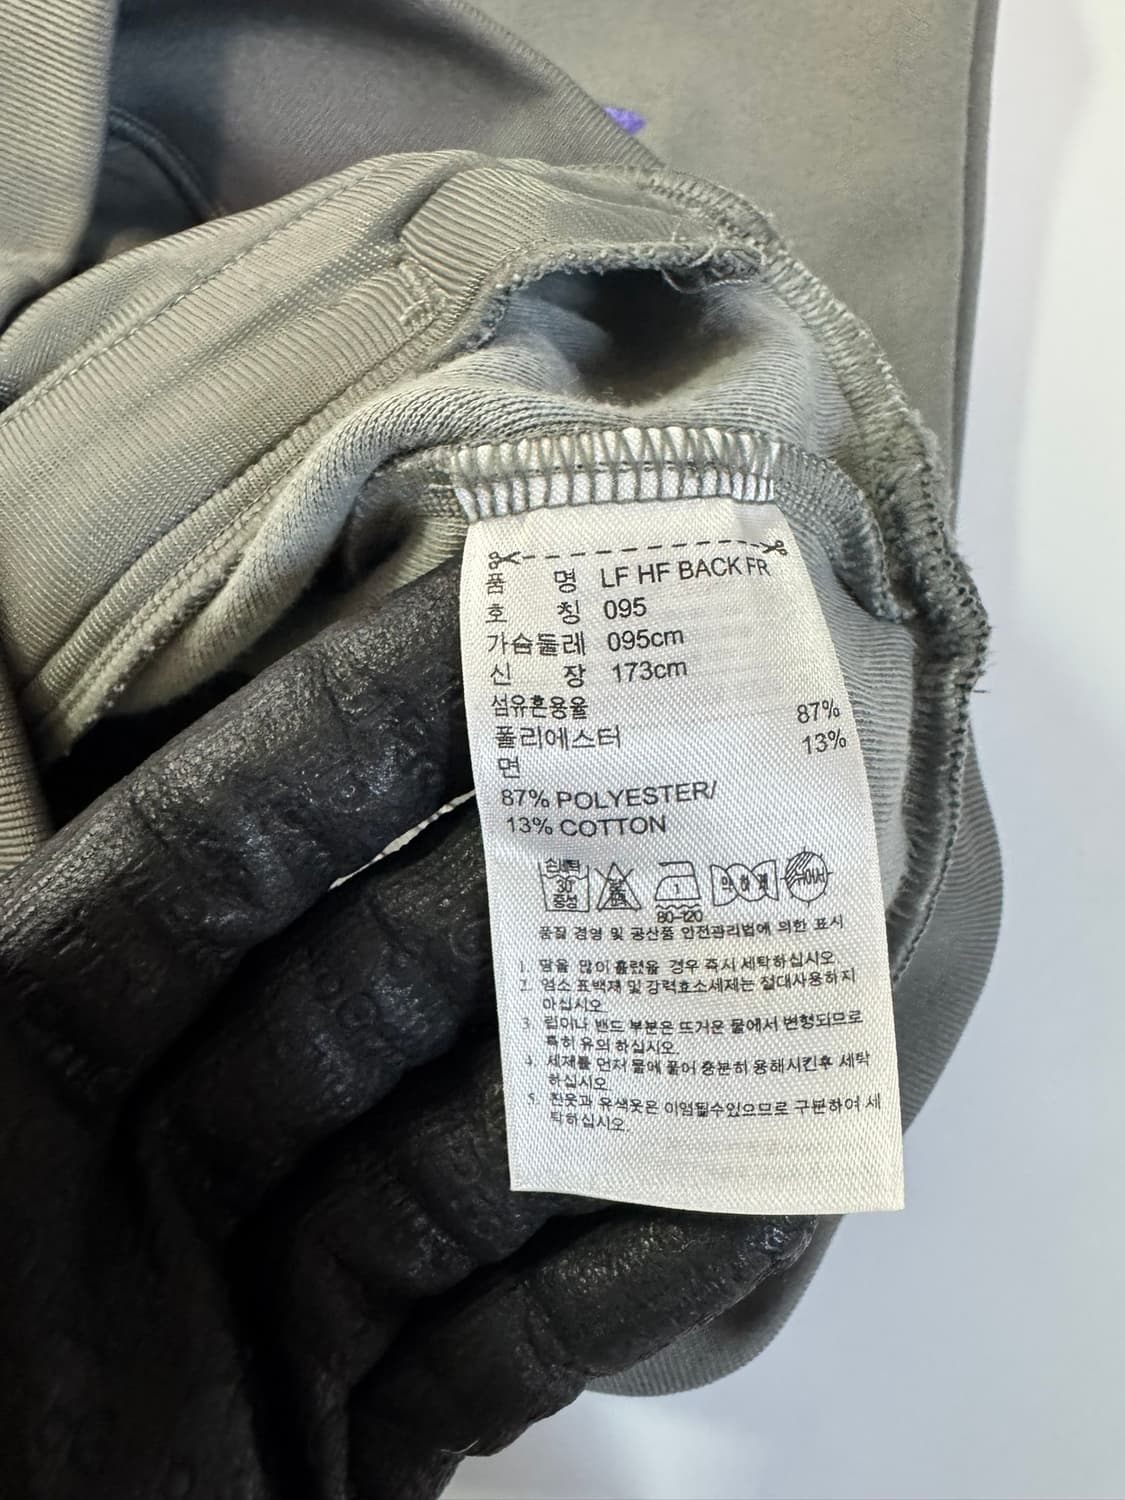 품 명 LF HF BACK FR
호 칭 095
가슴둘레 095cm
신 장 173cm
섬유혼용율
폴리에스터 87%
면 13%
87% POLYESTER/
13% COTTON
30
중성
80-120
품질 경영 및 공산품 안전관리법에 의한 표시
1. 땀을 많이 흘렸을 경우 즉시 세탁하십시오.
2. 염소 표백재 및 강력효소세제는 절대사용하지
마십시오.
3. 립이나 밴드 부분은 뜨거운 물에서 변형되므로
특히 유의 하십시오.
4. 세재를 먼저 물에 풀어 충분히 용해시킨후 세탁
하십시오.
5. 흰옷과 유색옷은 이염될수있으므로 구분하여 세
탁하십시오.